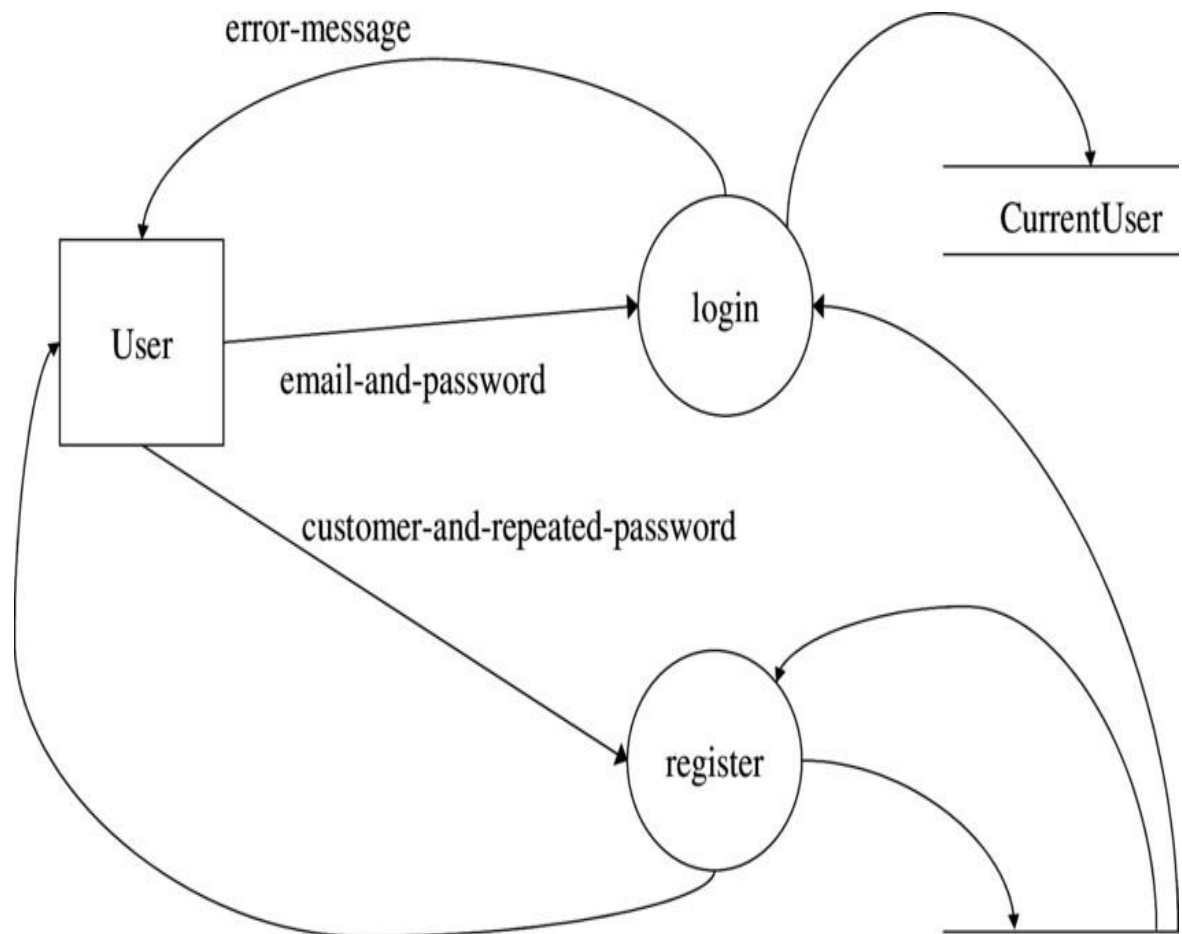 error-message
CurrentUser
login
User
email-and-password
customer-and-repeated-password
register